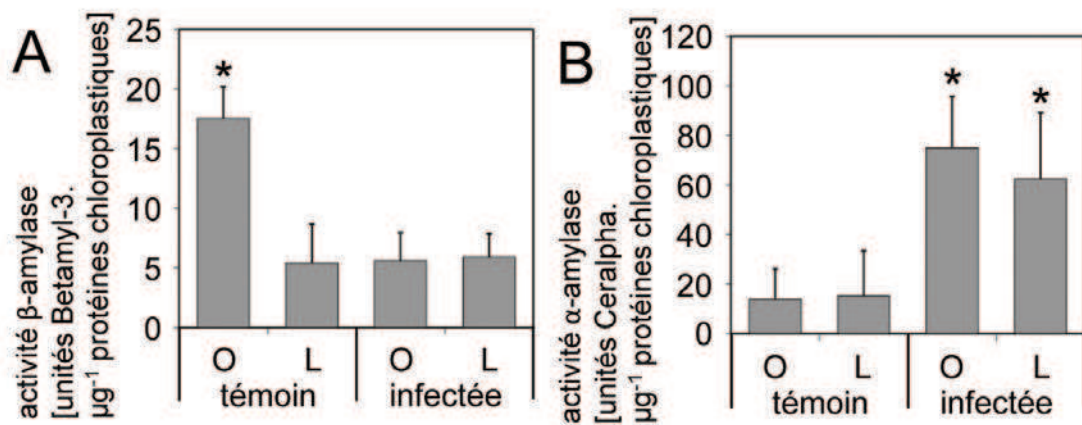 A
activité β-amylase
[unités Betamyl-3.
µg-1 protéines chloroplastiques]
25
20
15
10
5
0
*
O L O L
témoin infectée
B
activité α-amylase
[unités Ceralpha.
µg-1 protéines chloroplastiques]
120
100
80
60
40
20
0
* *
O L O L
témoin infectée